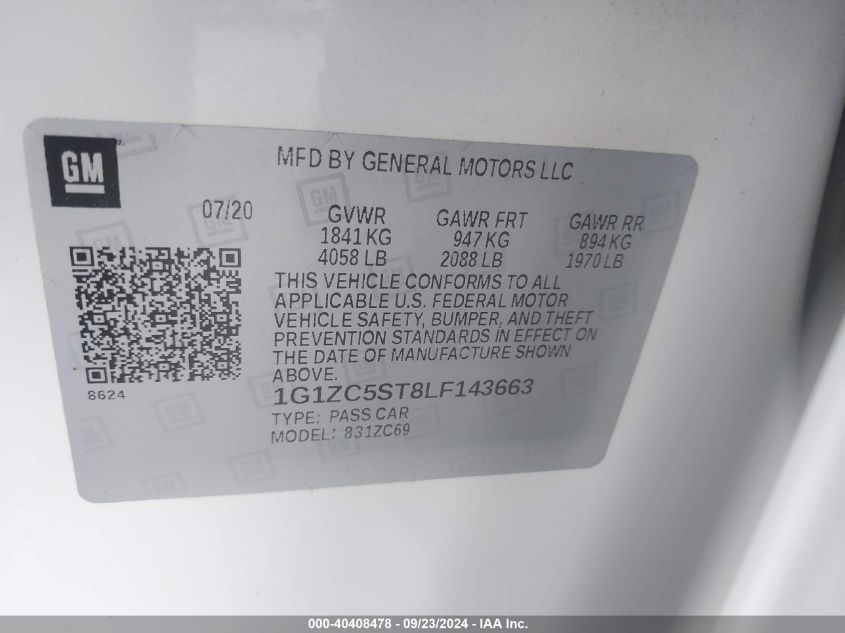 GM
MFD BY GENERAL MOTORS LLC
07/20
GVWR GAWR FRT GAWR RR
1841 KG 947 KG 894 KG
4058 LB 2088 LB 1970 LB
THIS VEHICLE CONFORMS TO ALL
APPLICABLE U.S. FEDERAL MOTOR
VEHICLE SAFETY, BUMPER, AND THEFT
PREVENTION STANDARDS IN EFFECT ON
THE DATE OF MANUFACTURE SHOWN
ABOVE.
8624
1G1ZC5ST8LF143663
TYPE: PASS CAR
MODEL: 831ZC69
000-40408478 - 09/23/2024 - IAA Inc.